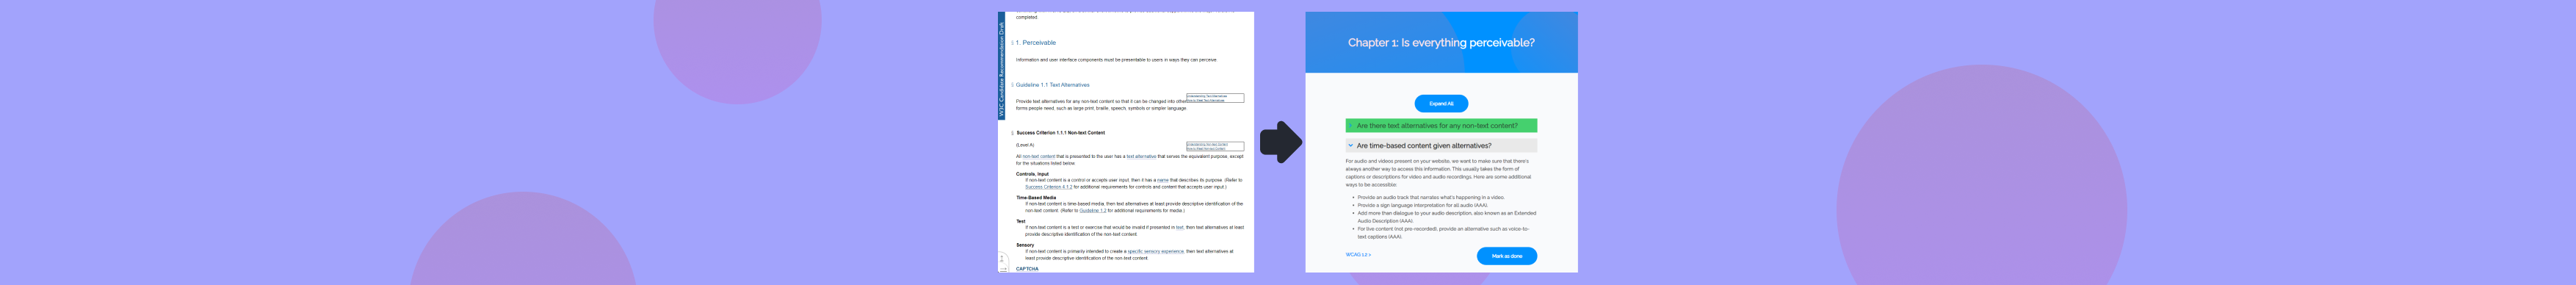 completed.
1. Perceivable
Information and user interface components must be presentable to users in ways they can perceive.
Guideline 1.1 Text Alternatives
Understanding Text Alternatives
How to Meet Text Alternatives
Provide text alternatives for any non-text content so that it can be changed into other
forms people need, such as large print, braille, speech, symbols or simpler language.
Success Criterion 1.1.1 Non-text Content
(Level A)
Understanding Non-text Content
How to Meet Non-text Content
All non-text content that is presented to the user has a text alternative that serves the equivalent purpose, except
for the situations listed below.
Controls, Input
If non-text content is a control or accepts user input, then it has a name that describes its purpose. (Refer to
Success Criterion 4.1.2 for additional requirements for controls and content that accepts user input.)
Time-Based Media
If non-text content is time-based media, then text alternatives at least provide descriptive identification of the
non-text content. (Refer to Guideline 1.2 for additional requirements for media.)
Test
If non-text content is a test or exercise that would be invalid if presented in text, then text alternatives at least
provide descriptive identification of the non-text content.
Sensory
If non-text content is primarily intended to create a specific sensory experience, then text alternatives at
least provide descriptive identification of the non-text content.
CAPTCHA
W3C Candidate Recommendation Draft
Chapter 1: Is everything perceivable?
Expand All
Are there text alternatives for any non-text content?
Are time-based content given alternatives?
For audio and videos present on your website, we want to make sure that there's
always another way to access this information. This usually takes the form of
captions or descriptions for video and audio recordings. Here are some additional
ways to be accessible:
• Provide an audio track that narrates what's happening in a video.
• Provide a sign language interpretation for all audio (AAA).
• Add more than dialogue to your audio description, also known as an Extended
Audio Description (AAA).
• For live content (not pre-recorded), provide an alternative such as voice-to-
text captions (AAA).
WCAG 1.2 >
Mark as done